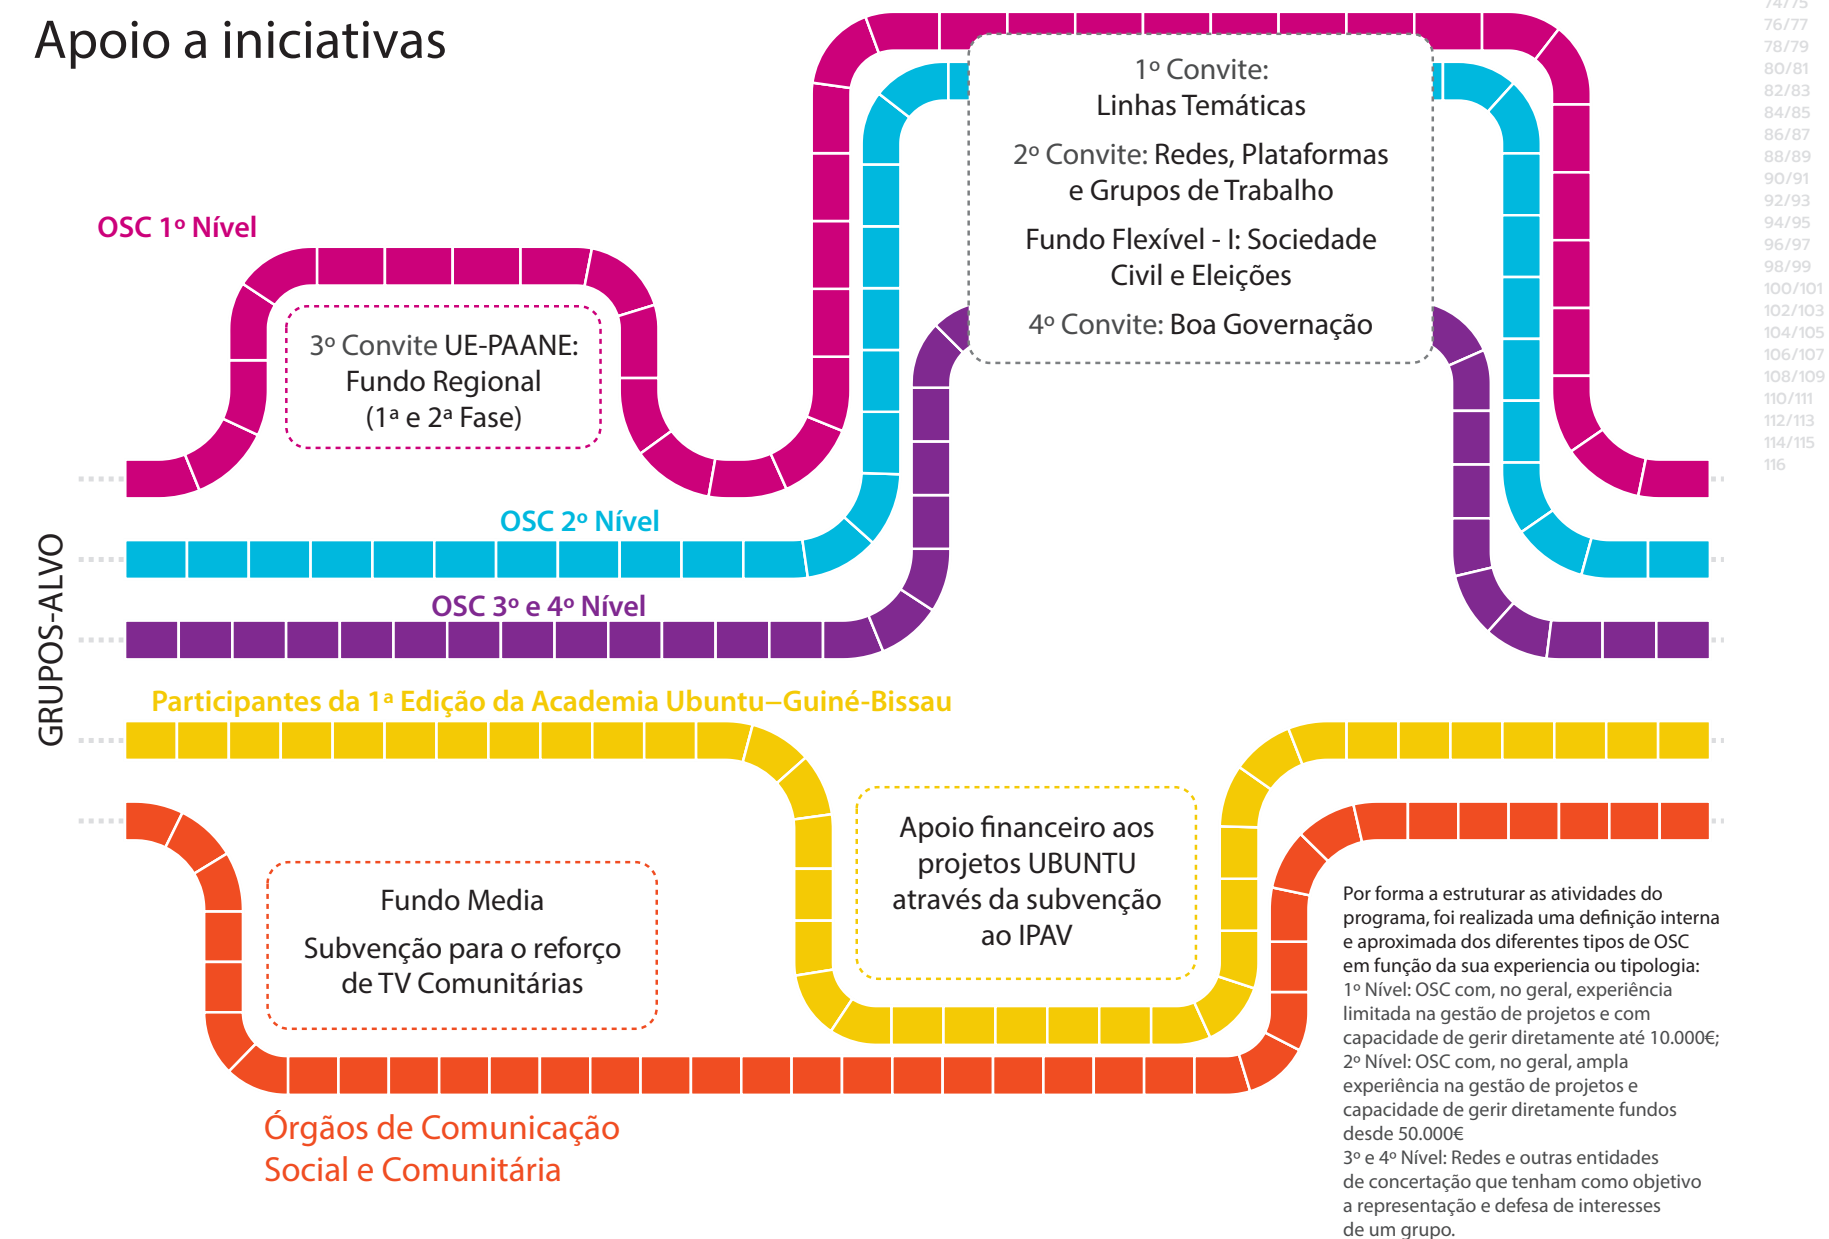 Apoio a iniciativas
OSC 1º Nível
3º Convite UE-PAANE:
Fundo Regional
(1ª e 2ª Fase)
1º Convite:
Linhas Temáticas
2º Convite: Redes, Plataformas
e Grupos de Trabalho
Fundo Flexível - I: Sociedade
Civil e Eleições
4º Convite: Boa Governação
OSC 2º Nível
OSC 3º e 4º Nível
GRUPOS-ALVO
Participantes da 1ª Edição da Academia Ubuntu–Guiné-Bissau
Fundo Media
Subvenção para o reforço
de TV Comunitárias
Apoio financeiro aos
projetos UBUNTU
através da subvenção
ao IPAV
Órgãos de Comunicação
Social e Comunitária
Por forma a estruturar as atividades do
programa, foi realizada uma definição interna
e aproximada dos diferentes tipos de OSC
em função da sua experiencia ou tipologia:
1º Nível: OSC com, no geral, experiência
limitada na gestão de projetos e com
capacidade de gerir diretamente até 10.000€;
2º Nível: OSC com, no geral, ampla
experiência na gestão de projetos e
capacidade de gerir diretamente fundos
desde 50.000€
3º e 4º Nível: Redes e outras entidades
de concertação que tenham como objetivo
a representação e defesa de interesses
de um grupo.
74/75
76/77
78/79
80/81
82/83
84/85
86/87
88/89
90/91
92/93
94/95
96/97
98/99
100/101
102/103
104/105
106/107
108/109
110/111
112/113
114/115
116